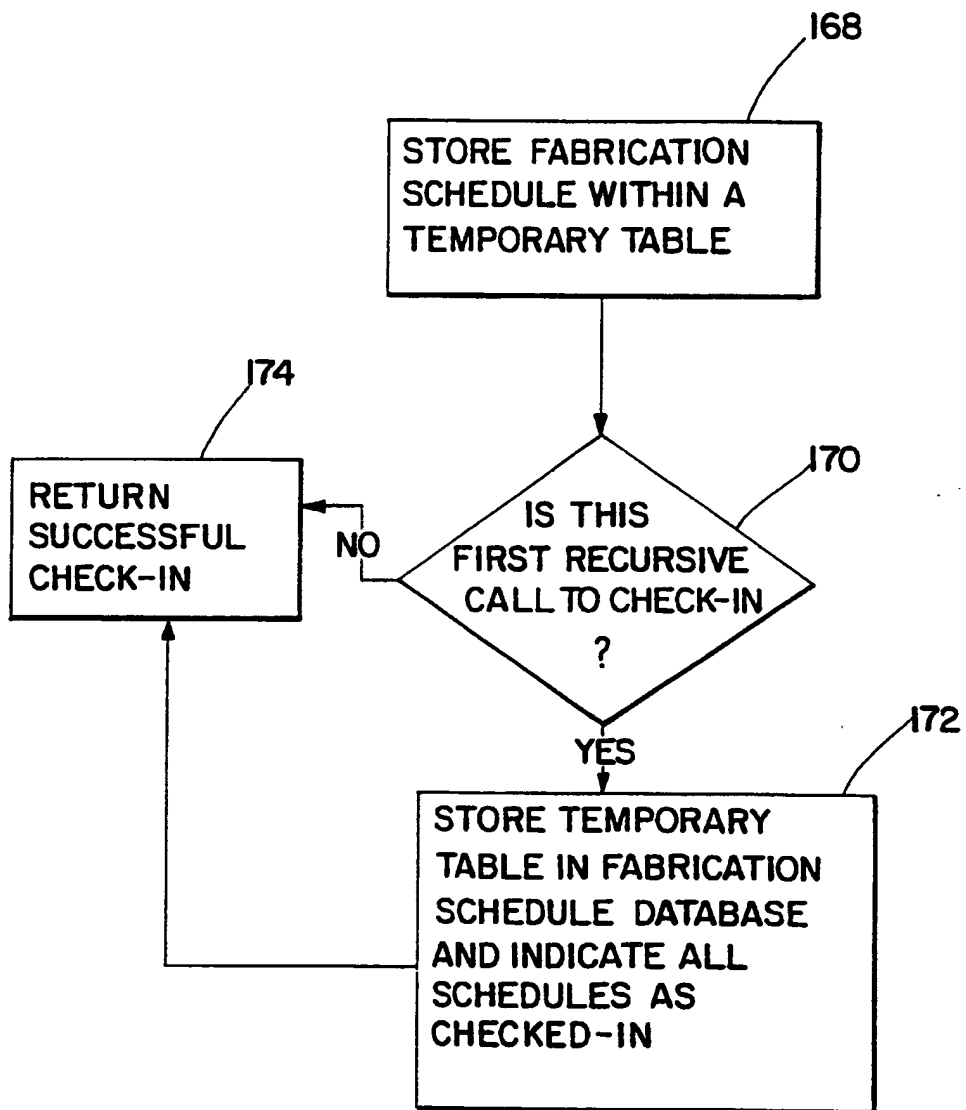 168
STORE FABRICATION
SCHEDULE WITHIN A
TEMPORARY TABLE
174
RETURN
SUCCESSFUL
CHECK-IN
NO
170
IS THIS
FIRST RECURSIVE
CALL TO CHECK-IN
?
YES
172
STORE TEMPORARY
TABLE IN FABRICATION
SCHEDULE DATABASE
AND INDICATE ALL
SCHEDULES AS
CHECKED-IN